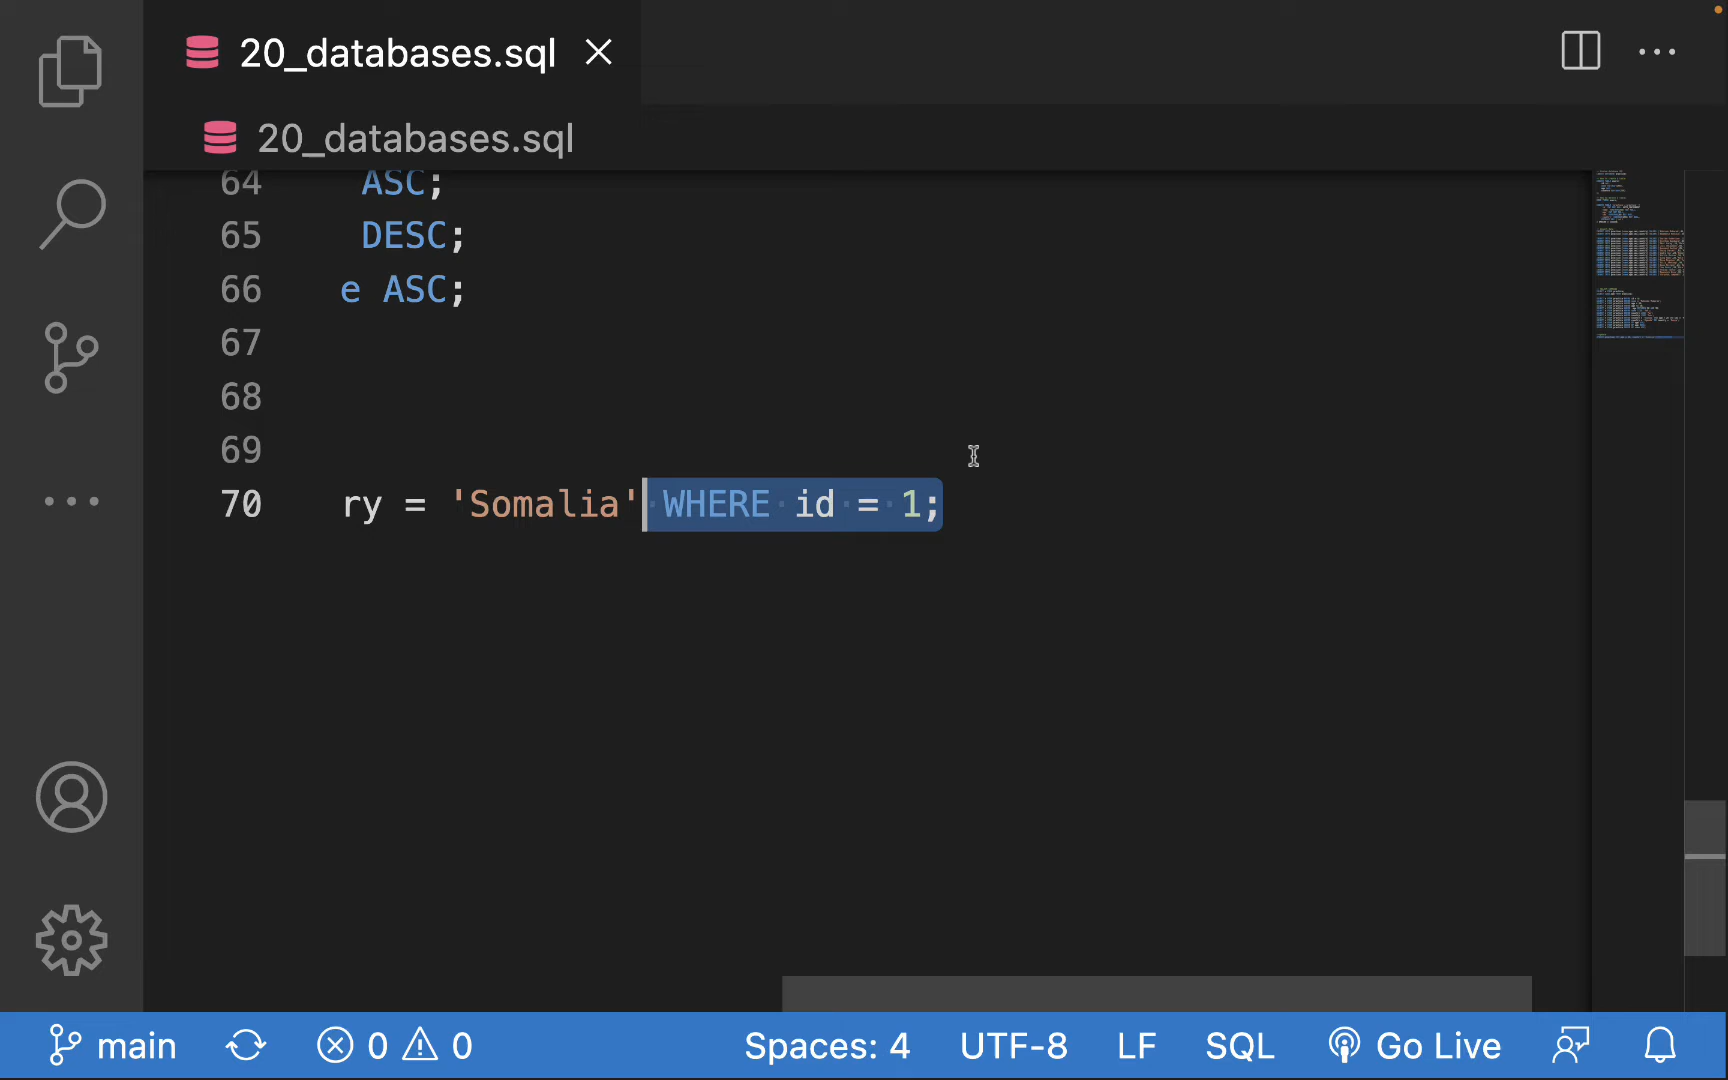 20_databases.sql
20_databases.sql
64 ASC;
65 DESC;
66 e ASC;
67
68
69
70 ry = 'Somalia' WHERE id = 1;
main 0 0 Spaces: 4 UTF-8 LF SQL Go Live